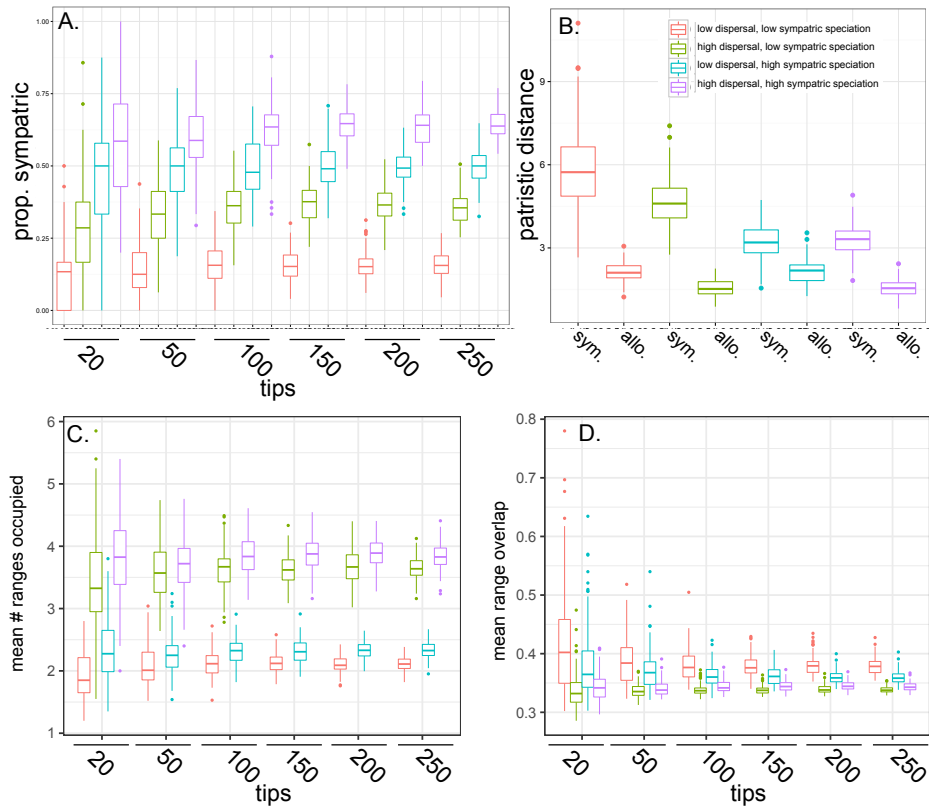 A.
prop. sympatric
1.00
0.75
0.50
0.25
0.00
20 50 100 150 200 250
tips
B.
low dispersal, low sympatric speciation
high dispersal, low sympatric speciation
low dispersal, high sympatric speciation
high dispersal, high sympatric speciation
patristic distance
9
6
3
sym. allo. sym. allo. sym. allo. sym. allo.
C.
mean # ranges occupied
6
5
4
3
2
1
20 50 100 150 200 250
tips
D.
mean range overlap
0.8
0.7
0.6
0.5
0.4
0.3
20 50 100 150 200 250
tips